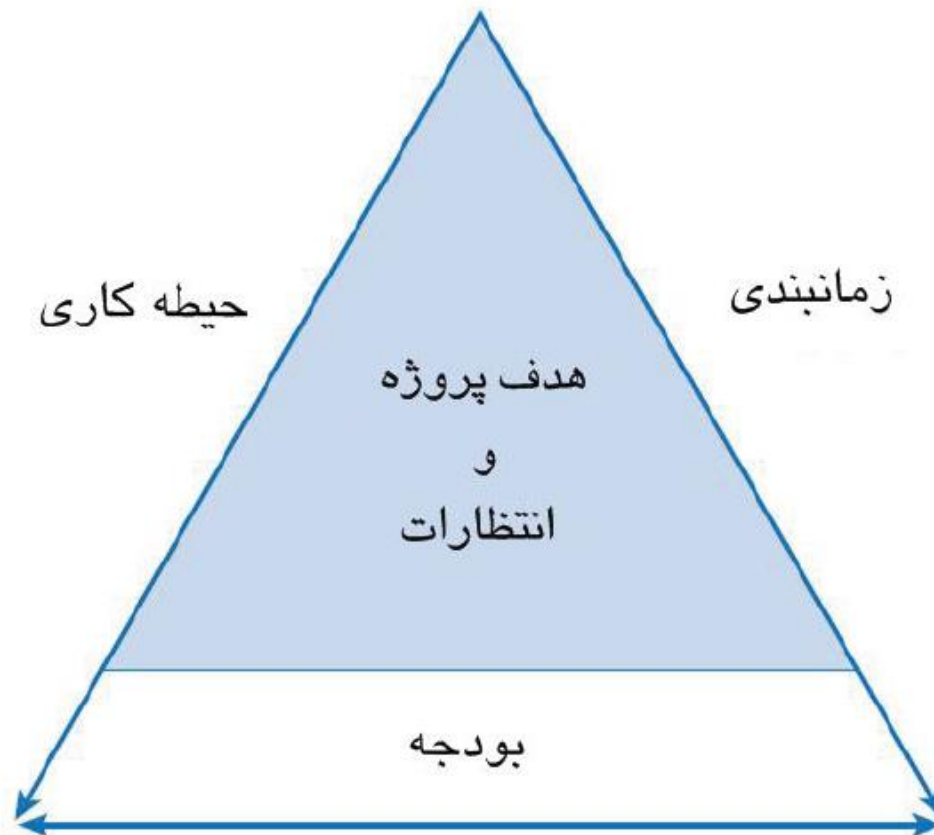 زمانبندی
حیطه کاری
هدف پروژه
و
انتظارات
بودجه